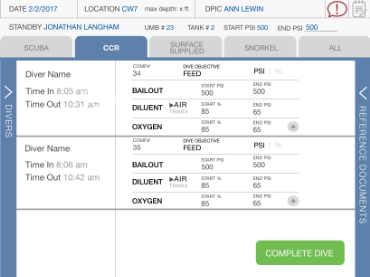 DATE 2/2/2017 LOCATION CW7 max depth: x ft DPIC ANN LEWIN
STANDBY JONATHAN LANGHAM UMB # 23 TANK # 2 START PSI 500 END PSI 500
SCUBA CCR SURFACE SUPPLIED SNORKEL ALL
DIVERS
REFERENCE DOCUMENTS
Diver Name
Time In 8:05 am
Time Out 10:31 am
COMP# DIVE OBJECTIVE
34 FEED PSI | %
START PSI END PSI
BAILOUT 500 500
START % END PSI
DILUENT ▶AIR 85 65
TRIMIX
START % END PSI
OXYGEN 85 65 +
Diver Name
Time In 8:06 am
Time Out 10:42 am
COMP# DIVE OBJECTIVE
35 FEED PSI | %
START PSI END PSI
BAILOUT 500 500
START % END PSI
DILUENT ▶AIR 85 65
TRIMIX
START % END PSI
OXYGEN 85 65 +
COMPLETE DIVE